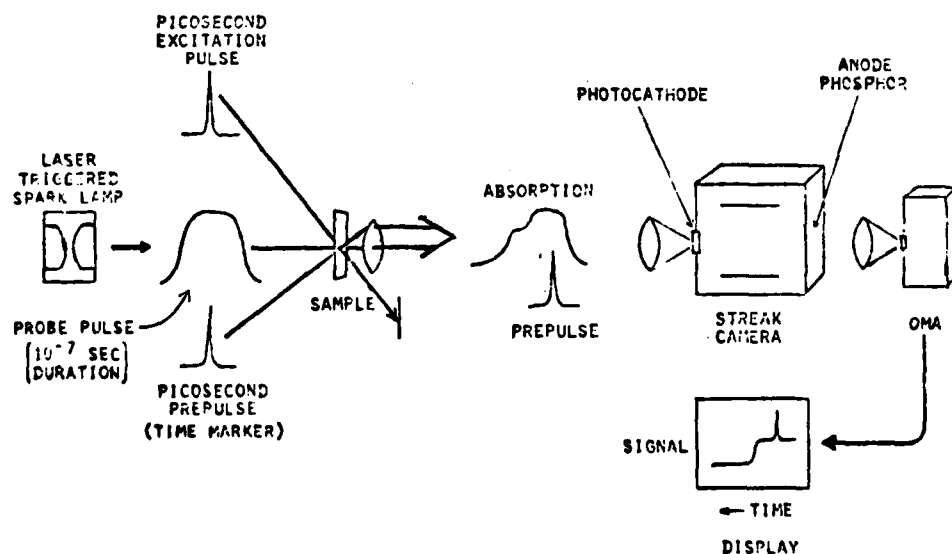 PICOSECOND
EXCITATION
PULSE
LASER
TRIGGERED
SPARK LAMP
PROBE PULSE
[10⁻⁷ SEC
DURATION]
PICOSECOND
PREPULSE
(TIME MARKER)
SAMPLE
ABSORPTION
PREPULSE
PHOTOCATHODE
ANODE
PHOSPHOR
STREAK
CAMERA
OMA
SIGNAL
← TIME
DISPLAY